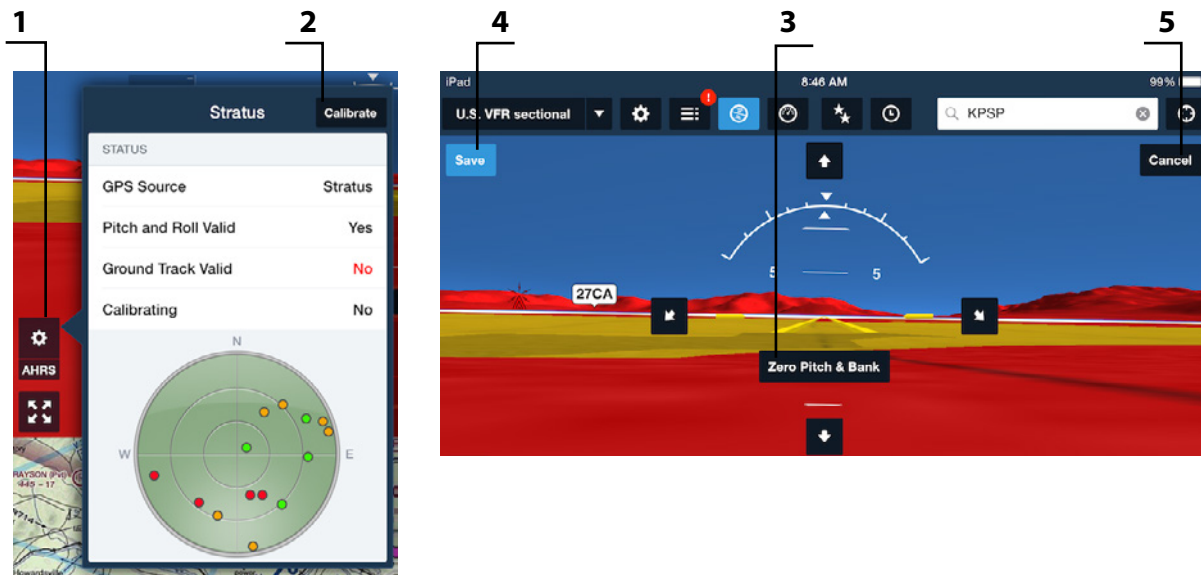 1
2
4
3
5
Stratus
Calibrate
STATUS
GPS Source Stratus
Pitch and Roll Valid Yes
Ground Track Valid No
Calibrating No
N
W E
AHRS
445 - 17
iPad 8:46 AM 99%
U.S. VFR sectional ! KPSP
Save Cancel
5 5
27CA
Zero Pitch & Bank